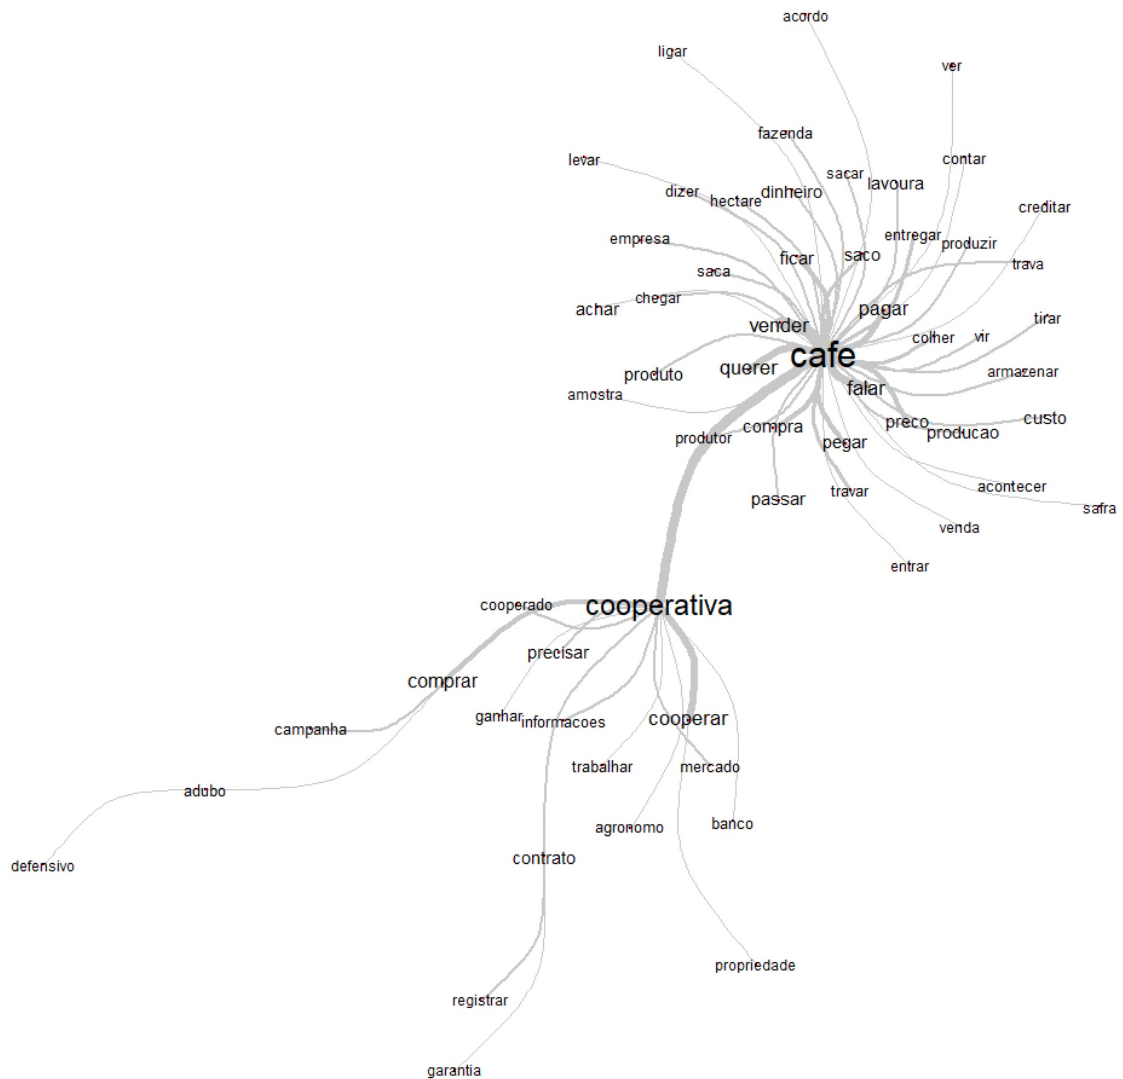 acordo
ligar
ver
fazenda
levar
contar
sacar
lavoura
dizer
hectare
dinheiro
creditar
empresa
entregar
produzir
ficar
saco
trava
saca
achar
chegar
pagar
vender
tirar
colher
vir
cafe
querer
produto
armazenar
amostra
falar
preco
custo
produtor
compra
pegar
producao
passar
travar
acontecer
safra
venda
entrar
cooperado
cooperativa
precisar
comprar
ganhar
informacoes
cooperar
campanha
trabalhar
mercado
adubo
agronomo
banco
defensivo
contrato
propriedade
registrar
garantia